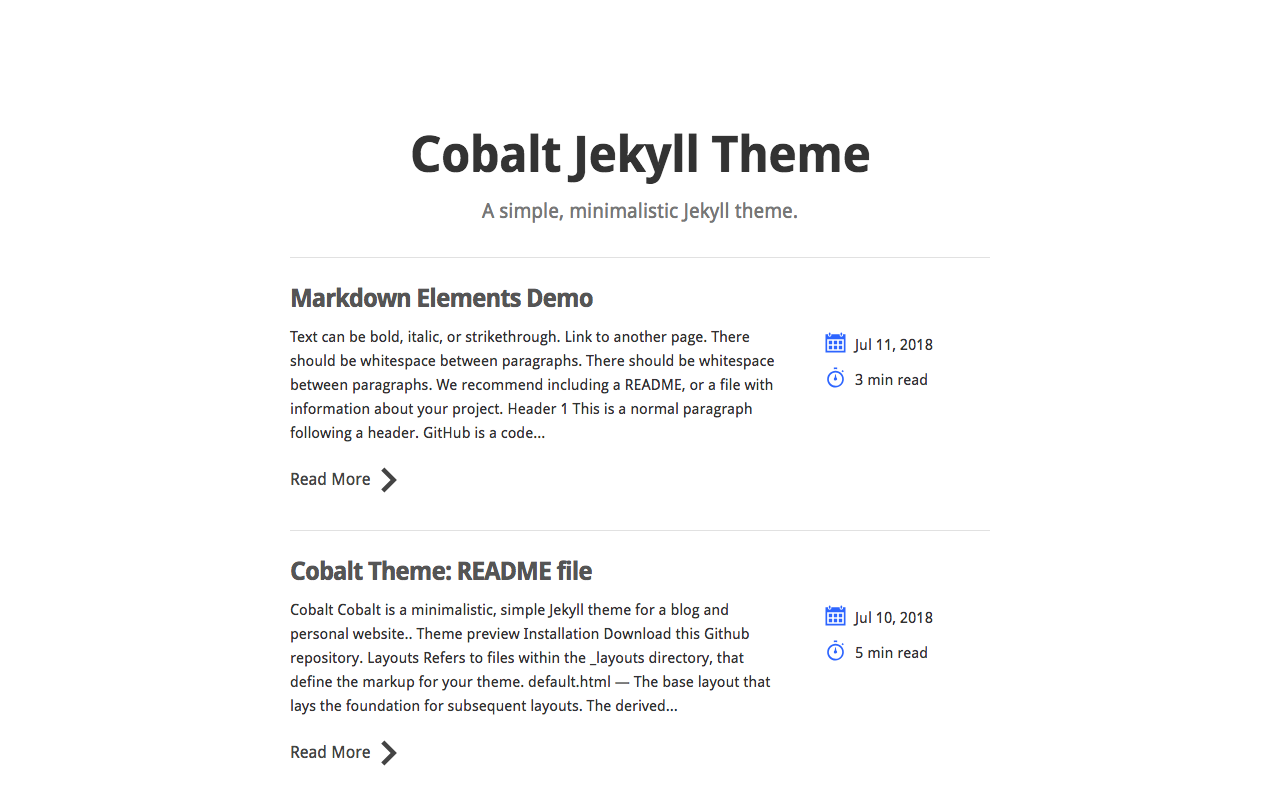 Cobalt Jekyll Theme
A simple, minimalistic Jekyll theme.
Markdown Elements Demo
Text can be bold, italic, or strikethrough. Link to another page. There
should be whitespace between paragraphs. There should be whitespace
between paragraphs. We recommend including a README, or a file with
information about your project. Header 1 This is a normal paragraph
following a header. GitHub is a code...
Jul 11, 2018
3 min read
Read More
Cobalt Theme: README file
Cobalt Cobalt is a minimalistic, simple Jekyll theme for a blog and
personal website.. Theme preview Installation Download this Github
repository. Layouts Refers to files within the _layouts directory, that
define the markup for your theme. default.html — The base layout that
lays the foundation for subsequent layouts. The derived...
Jul 10, 2018
5 min read
Read More